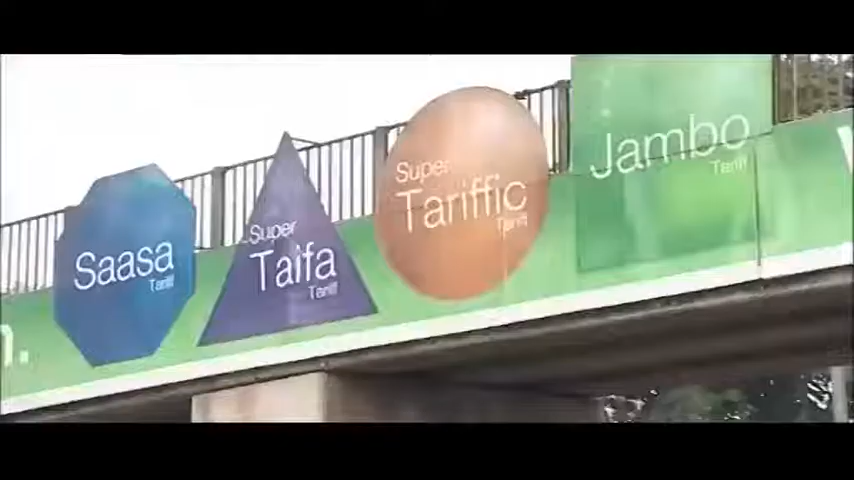 Saasa
Tariff
Super
Taifa
Tariff
Super
Tariffic
Tariff
Jambo
Tariff